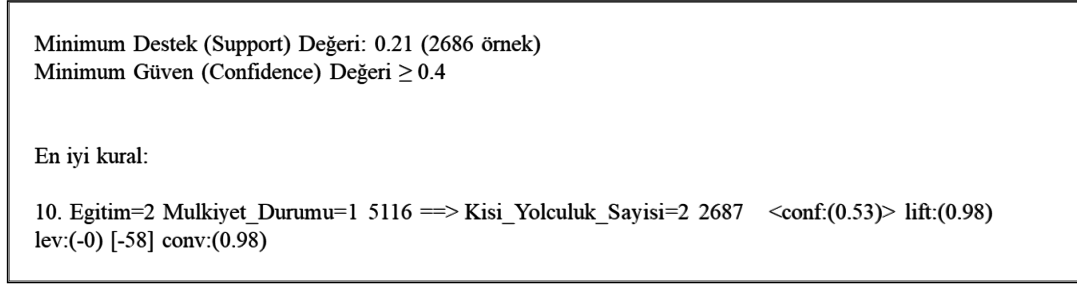 Minimum Destek (Support) Değeri: 0.21 (2686 örnek)
Minimum Güven (Confidence) Değeri ≥ 0.4
En iyi kural:
10. Egitim=2 Mulkiyet_Durumu=1 5116 ==> Kisi_Yolculuk_Sayisi=2 2687 <conf:(0.53)> lift:(0.98)
lev:(-0) [-58] conv:(0.98)